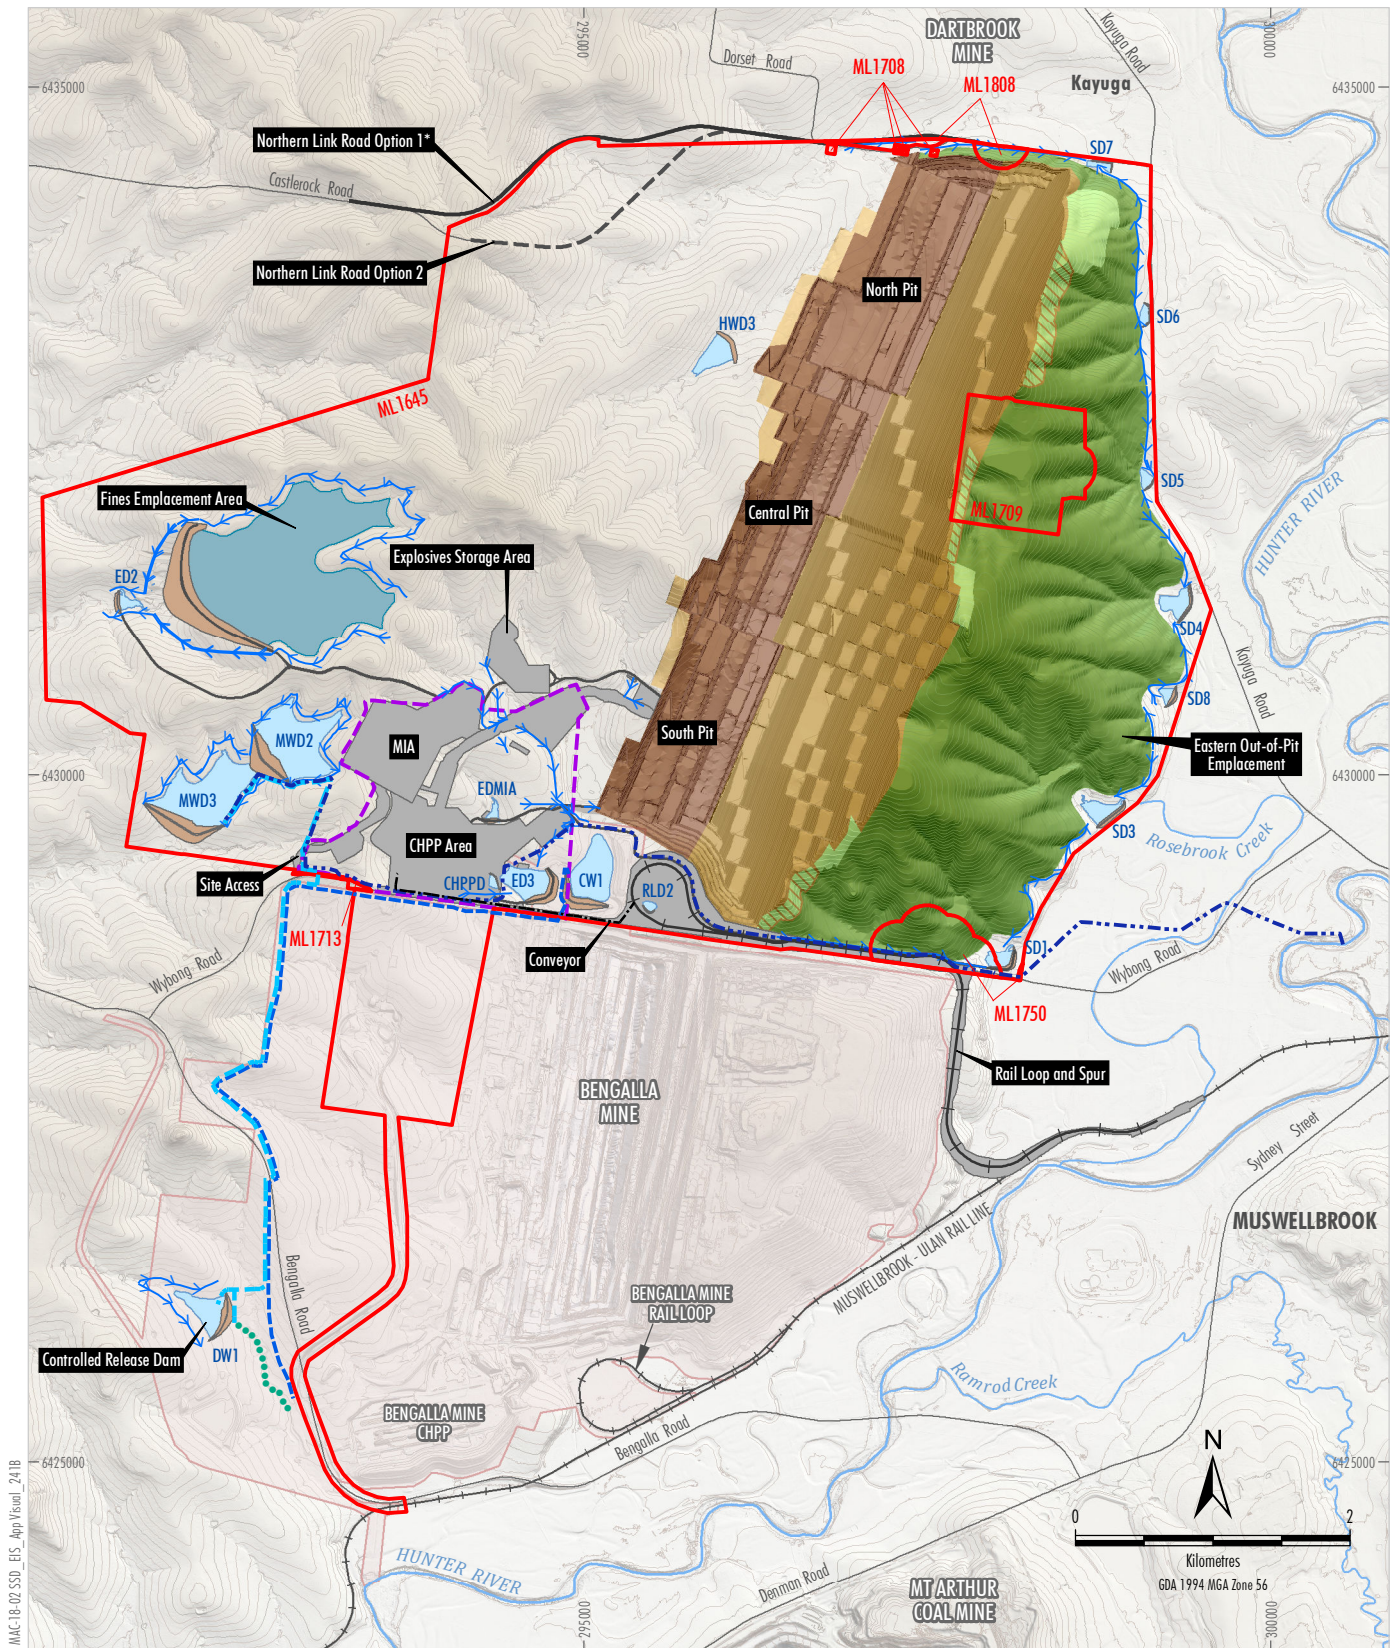 295000
300000
DARTBROOK
MINE
Kayuga Road
Dorset Road
ML1708
ML1808
Kayuga
6435000
6435000
Northern Link Road Option 1*
SD7
Castlerock Road
Northern Link Road Option 2
North Pit
HWD3
SD6
ML1645
SD5
Fines Emplacement Area
Central Pit
ML1709
HUNTER RIVER
Explosives Storage Area
ED2
SD4
Kayuga Road
SD8
MWD2
MIA
South Pit
Eastern Out-of-Pit
Emplacement
6430000
6430000
MWD3
EDMIA
SD3
Rosebrook Creek
CHPP Area
Site Access
CHPPD
ED3
CW1
RLD2
ML1713
SD1
Conveyor
Wybong Road
Wybong Road
ML1750
Rail Loop and Spur
BENGALLA
MINE
Sydney Street
MUSWELLBROOK
MUSWELLBROOK - ULAN RAIL LINE
Bengalla Road
BENGALLA MINE
RAIL LOOP
Controlled Release Dam
DW1
Ramrod Creek
BENGALLA MINE
CHPP
Bengalla Road
N
6425000
6425000
0
2
Kilometres
GDA 1994 MGA Zone 56
HUNTER RIVER
Denman Road
MT ARTHUR
COAL MINE
295000
300000
MAC-18-02 SSD_EIS_App Visual_241B